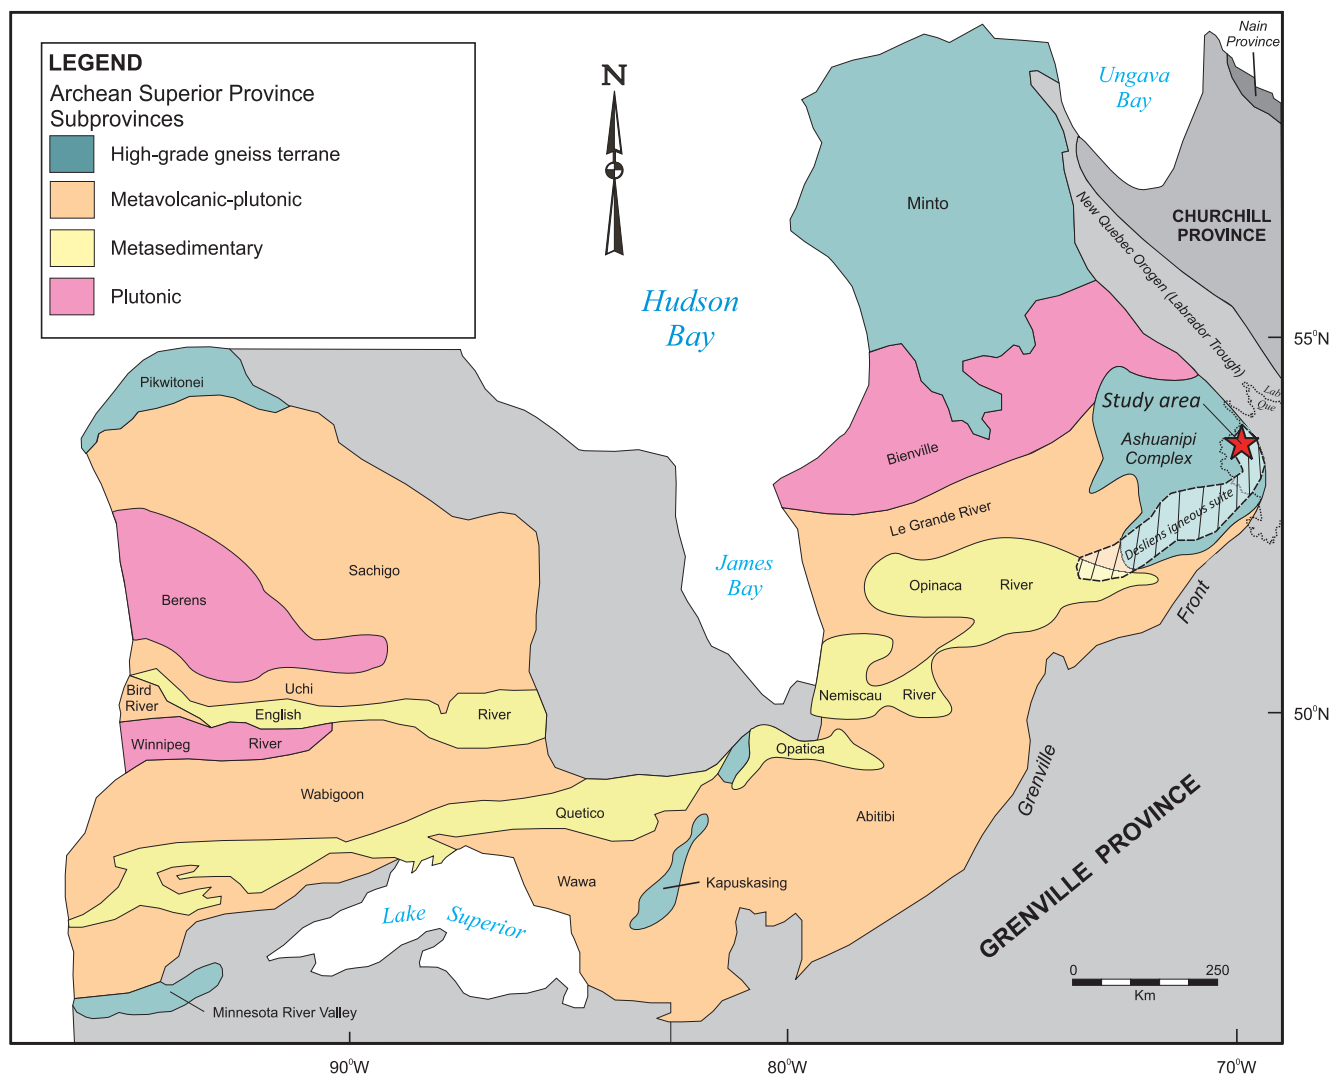 LEGEND
Archean Superior Province
Subprovinces
High-grade gneiss terrane
Metavolcanic-plutonic
Metasedimentary
Plutonic
N
Nain
Province
Ungava
Bay
CHURCHILL
PROVINCE
New Quebec Orogen (Labrador Trough)
Minto
Hudson
Bay
55°N
Pikwitonei
Lab
Que
Study area
Ashuanipi
Complex
Bienville
Le Grande River
Desliens igneous suite
James
Bay
Sachigo
Opinaca River
Berens
Front
Uchi
Bird
River
Nemiscau River
English River
50°N
Winnipeg River
Opatica
Wabigoon
Grenville
Quetico
Abitibi
GRENVILLE PROVINCE
Wawa
Kapuskasing
Lake Superior
0 250
Km
Minnesota River Valley
90°W
80°W
70°W